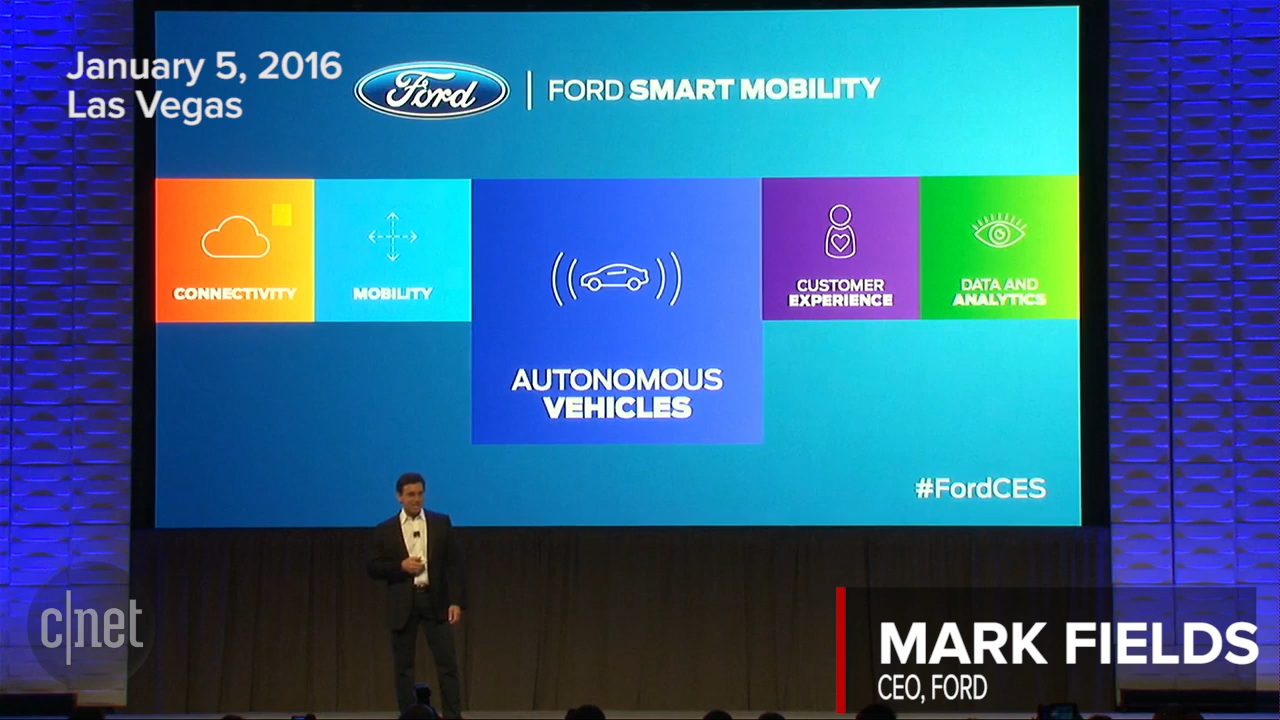 January 5, 2016
Las Vegas
Ford
FORD SMART MOBILITY
CONNECTIVITY
MOBILITY
AUTONOMOUS
VEHICLES
CUSTOMER
EXPERIENCE
DATA AND
ANALYTICS
#FordCES
c|net
MARK FIELDS
CEO, FORD